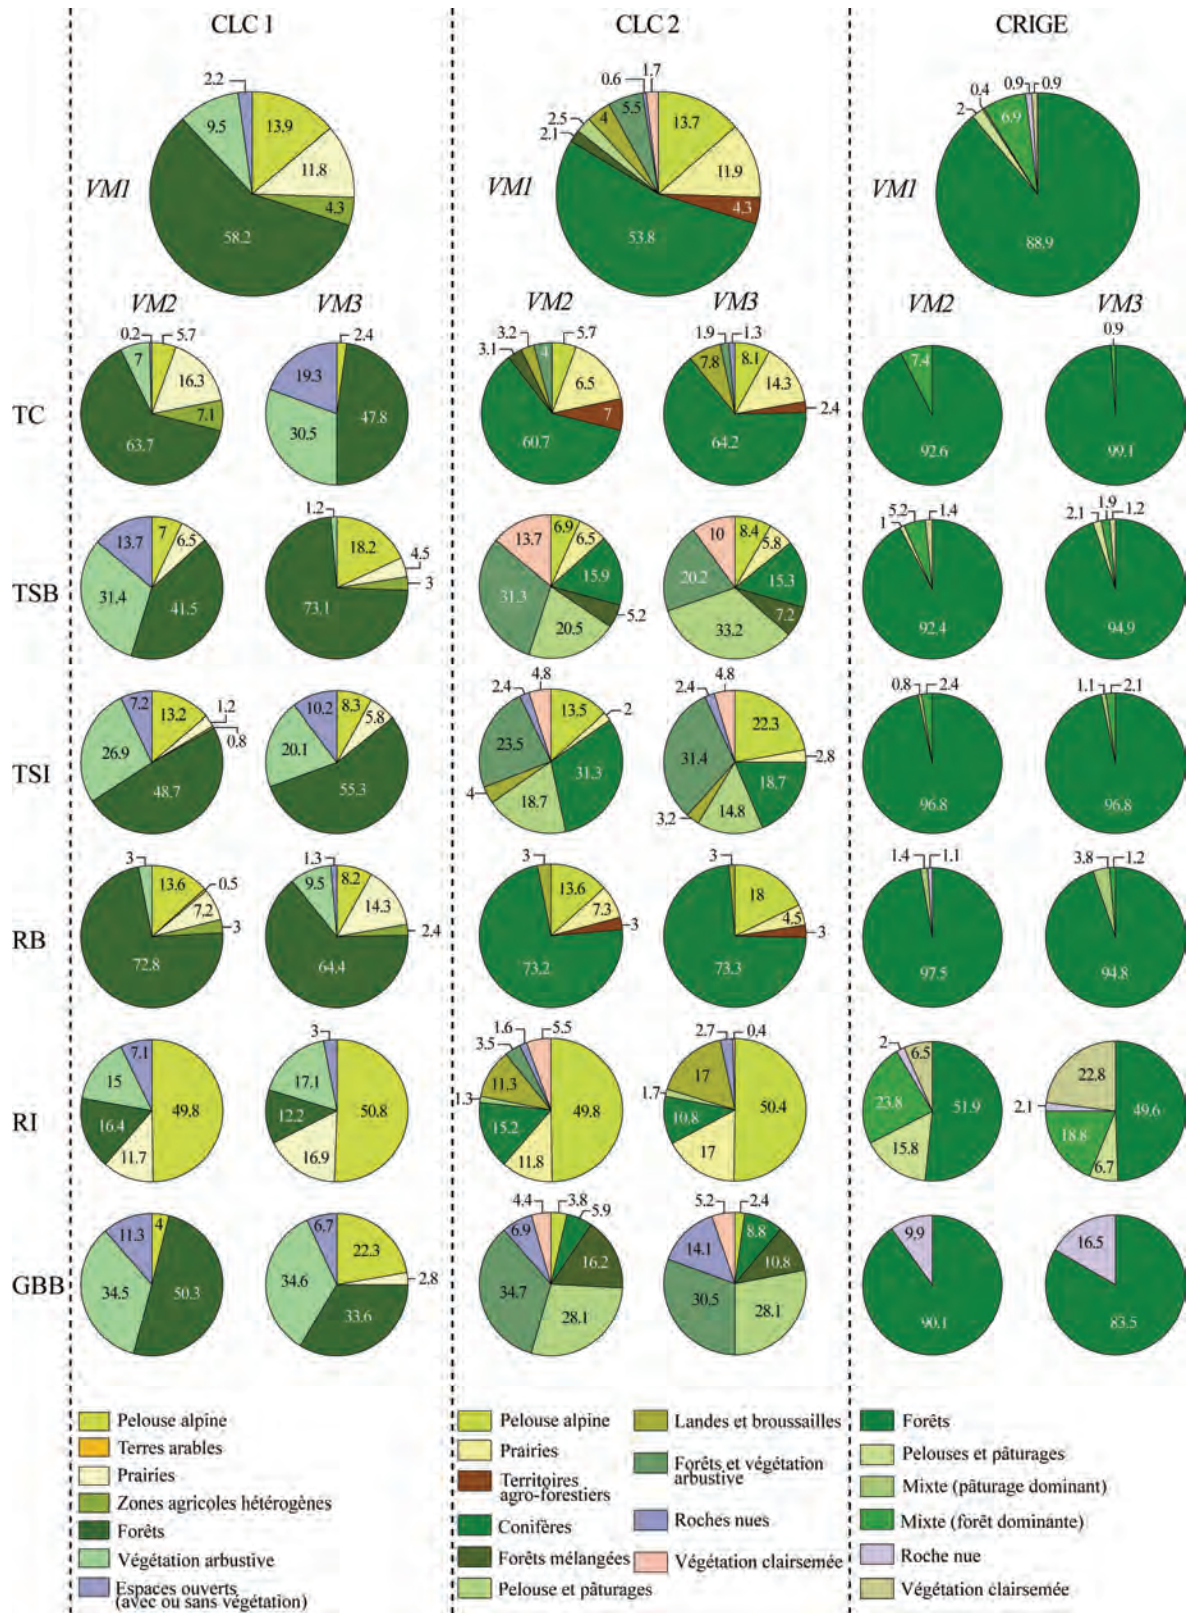 CLC 1 CLC 2 CRIGE
VM1 2.2 9.5 13.9 11.8 4.3 58.2
VM1 0.6 1.7 5.5 4 2.5 2.1 13.7 11.9 4.3 53.8
VM1 0.4 2 6.9 0.9 0.9 88.9
VM2 VM3 VM2 VM3 VM2 VM3
TC
0.2 7 5.7 16.3 7.1 63.7
2.4 19.3 47.8 30.5
3.2 3.1 4 5.7 6.5 7 60.7
1.9 1.3 7.8 8.1 14.3 2.4 64.2
7.4 92.6
0.9 99.1
TSB
13.7 7 6.5 31.4 41.5
1.2 18.2 4.5 3 73.1
13.7 6.9 6.5 15.9 5.2 31.3 20.5
10 8.4 5.8 15.3 7.2 20.2 33.2
5.2 1 1.4 92.4
2.1 1.9 1.2 94.9
TSI
7.2 13.2 1.2 0.8 26.9 48.7
10.2 8.3 5.8 20.1 55.3
2.4 4.8 13.5 2 23.5 31.3 4 18.7
2.4 4.8 22.3 2.8 31.4 18.7 3.2 14.8
0.8 2.4 96.8
1.1 2.1 96.8
RB
3 13.6 0.5 7.2 3 72.8
1.3 9.5 8.2 14.3 2.4 64.4
3 13.6 7.3 3 73.2
3 18 4.5 3 73.3
1.4 1.1 97.5
3.8 1.2 94.8
RI
7.1 15 49.8 16.4 11.7
3 17.1 50.8 12.2 16.9
1.6 5.5 3.5 11.3 1.3 49.8 15.2 11.8
2.7 0.4 17 1.7 50.4 10.8 17
2 6.5 23.8 51.9 15.8
22.8 2.1 49.6 18.8 6.7
GBB
11.3 4 34.5 50.3
6.7 22.3 2.8 34.6 33.6
4.4 3.8 5.9 6.9 16.2 34.7 28.1
5.2 2.4 14.1 8.8 10.8 30.5 28.1
9.9 90.1
16.5 83.5
Pelouse alpine
Terres arables
Prairies
Zones agricoles hétérogènes
Forêts
Végétation arbustive
Espaces ouverts
(avec ou sans végétation)
Pelouse alpine
Prairies
Territoires
agro-forestiers
Conifères
Forêts mélangées
Pelouse et pâturages
Landes et broussailles
Forêts et végétation
arbustive
Roches nues
Végétation clairsemée
Forêts
Pelouses et pâturages
Mixte (pâturage dominant)
Mixte (forêt dominante)
Roche nue
Végétation clairsemée